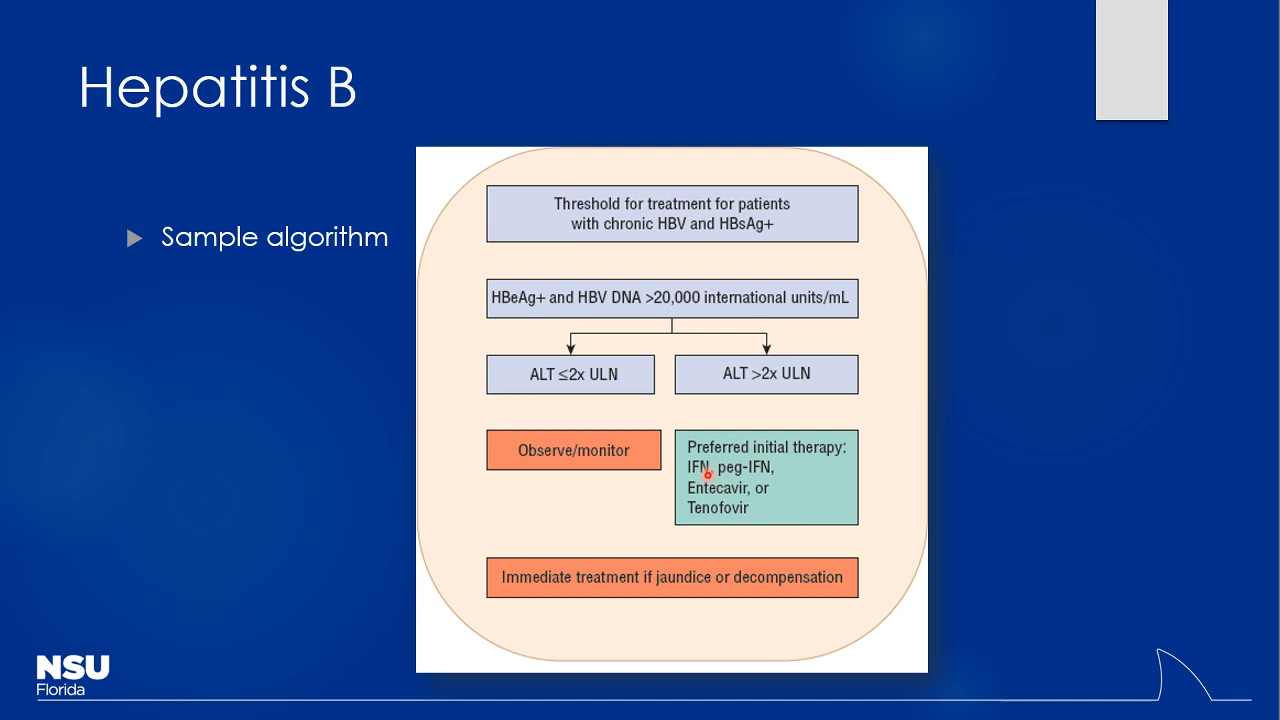 Hepatitis B
Sample algorithm
Threshold for treatment for patients
with chronic HBV and HBsAg+
HBeAg+ and HBV DNA >20,000 international units/mL
ALT ≤2x ULN
ALT >2x ULN
Observe/monitor
Preferred initial therapy:
IFN, peg-IFN,
Entecavir, or
Tenofovir
Immediate treatment if jaundice or decompensation
NSU
Florida